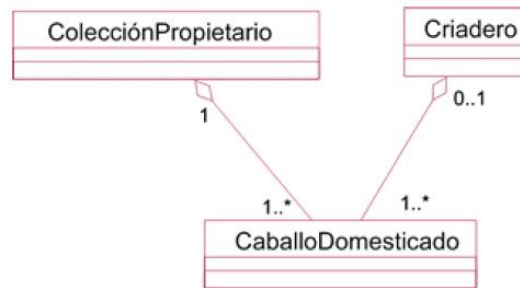 ColecciónPropietario
Criadero
1
0..1
1..*
1..*
CaballoDomesticado